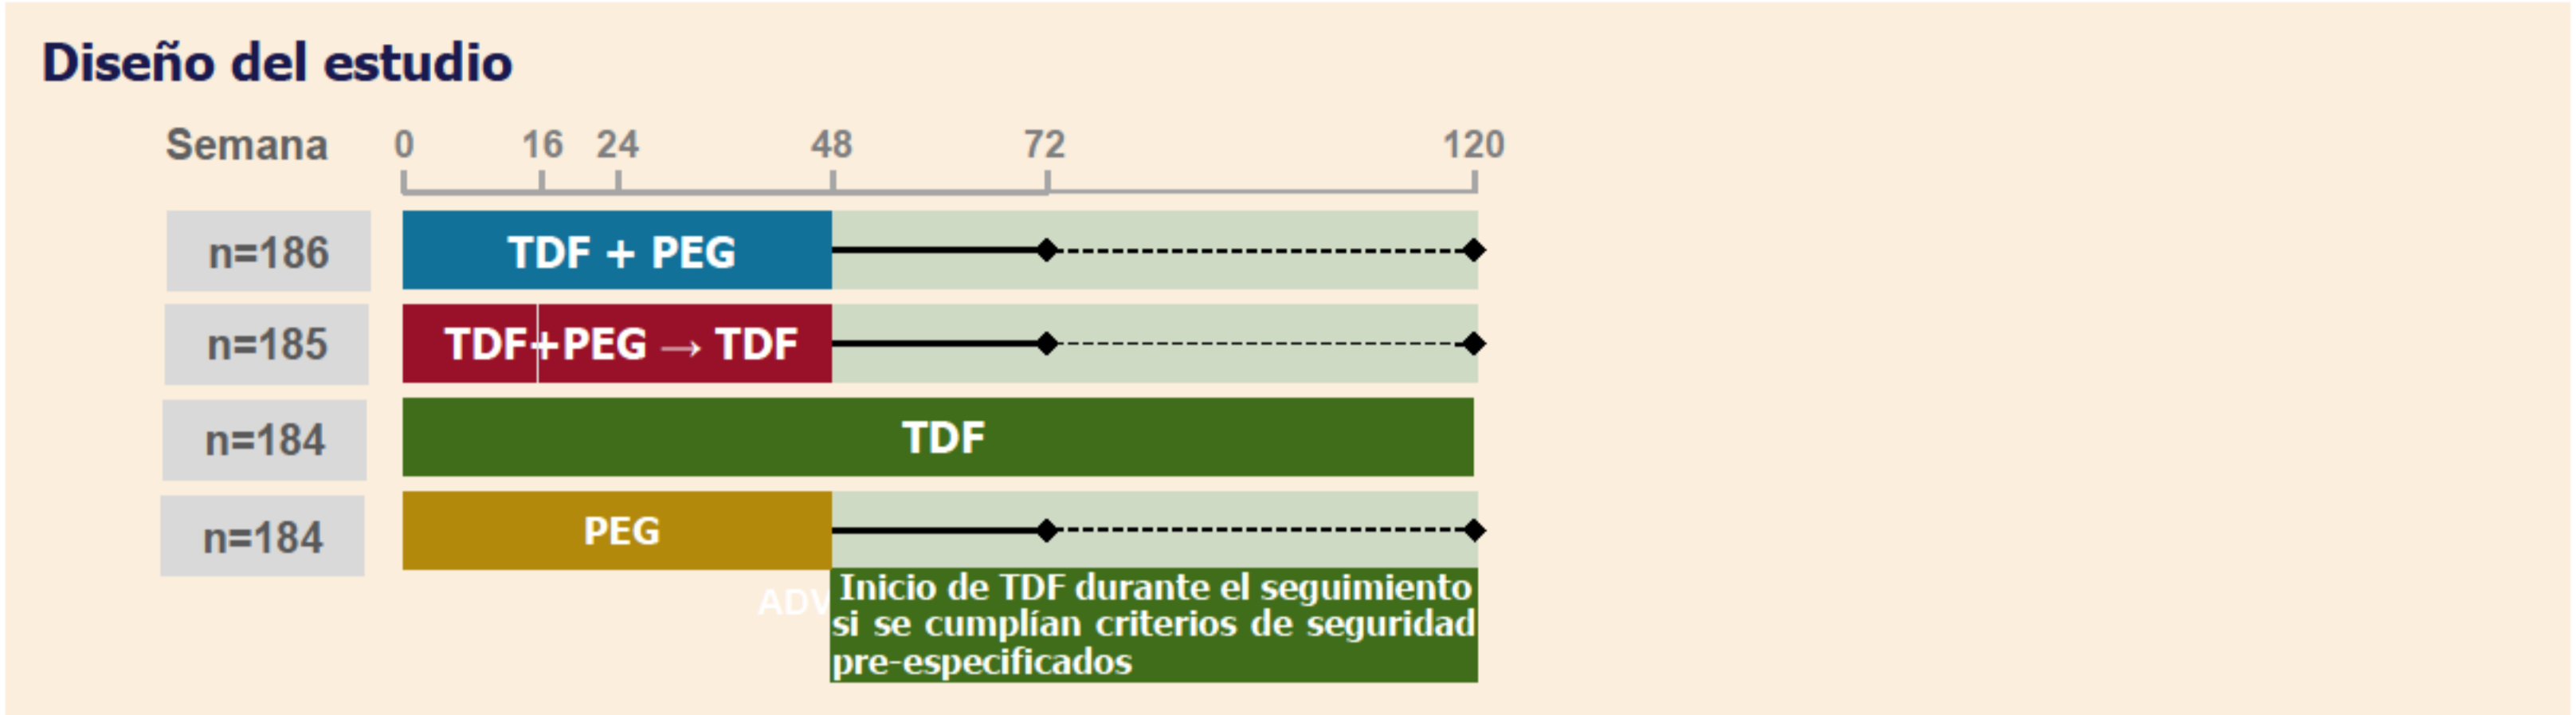 Diseño del estudio
Semana 0 16 24 48 72 120
n=186 TDF + PEG
n=185 TDF+PEG → TDF
n=184 TDF
n=184 PEG
ADV Inicio de TDF durante el seguimiento
si se cumplían criterios de seguridad
pre-especificados